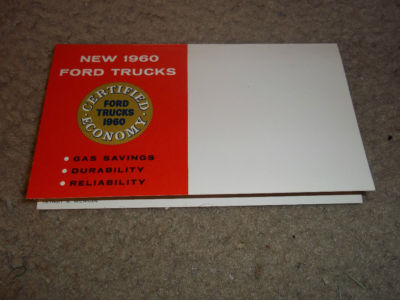 NEW 1960
FORD TRUCKS
CERTIFIED
FORD
TRUCKS
1960
ECONOMY
• GAS SAVINGS
• DURABILITY
• RELIABILITY